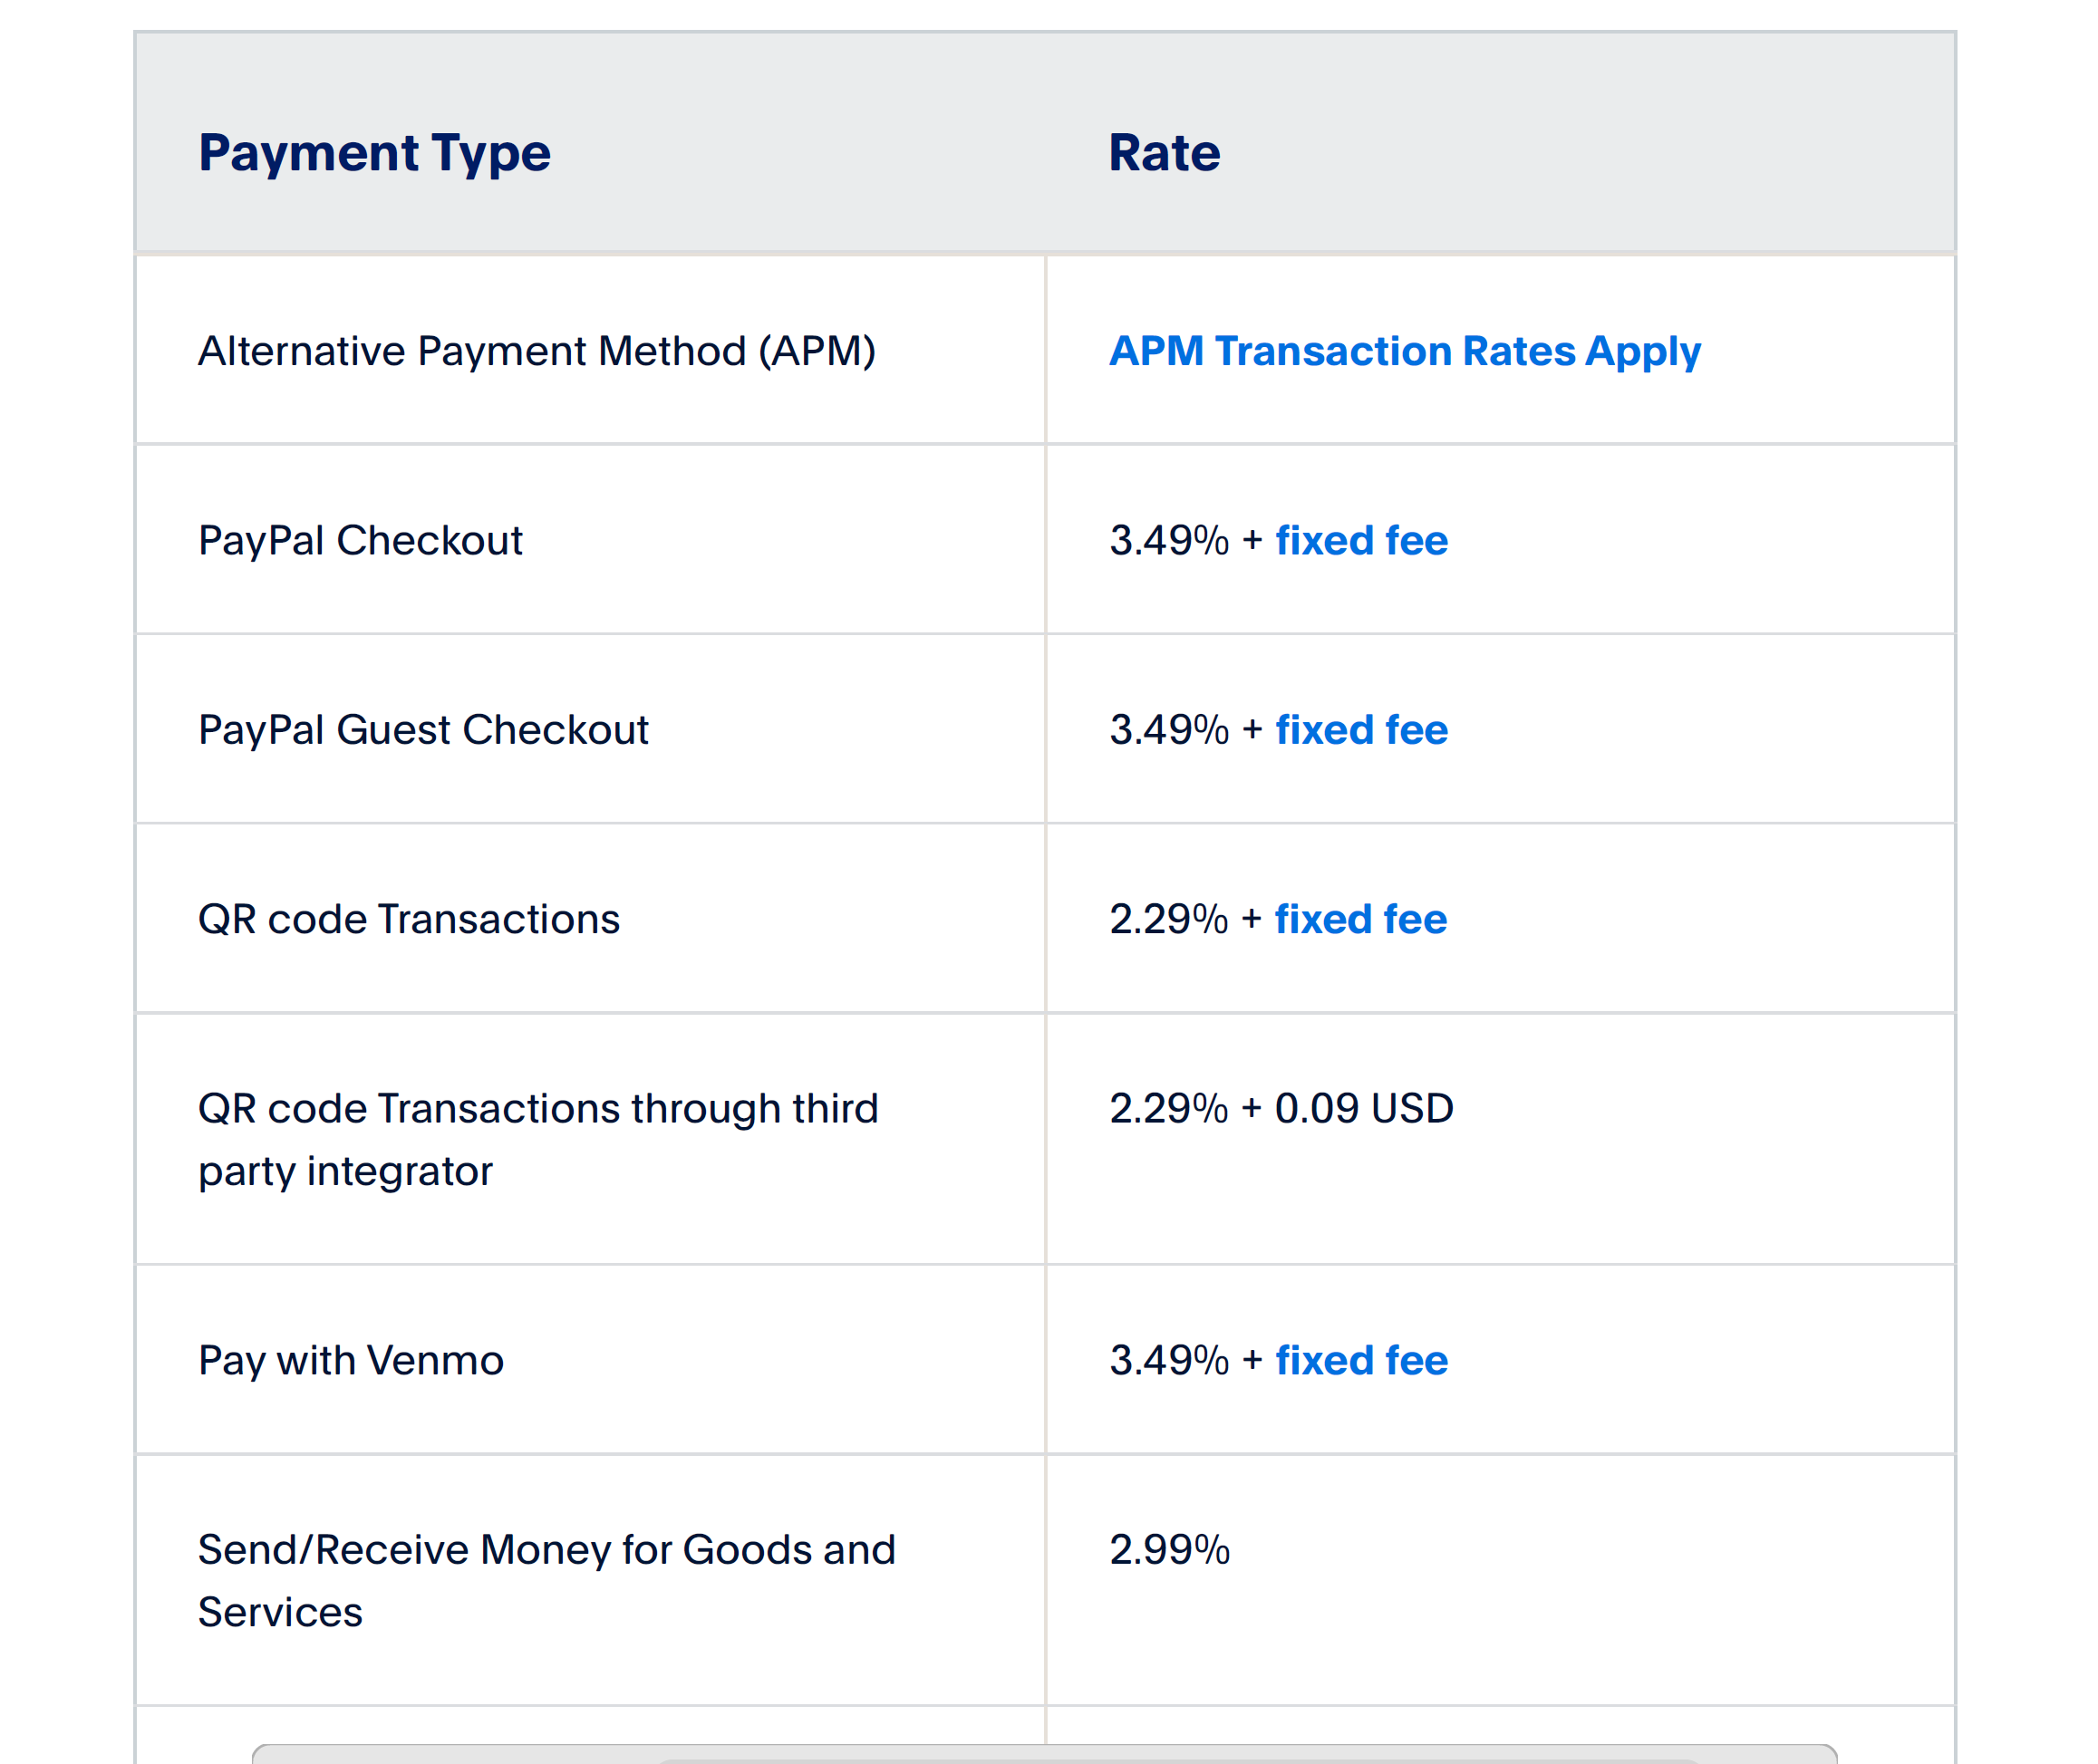 Payment Type Rate
Alternative Payment Method (APM) APM Transaction Rates Apply
PayPal Checkout 3.49% + fixed fee
PayPal Guest Checkout 3.49% + fixed fee
QR code Transactions 2.29% + fixed fee
QR code Transactions through third 2.29% + 0.09 USD
party integrator
Pay with Venmo 3.49% + fixed fee
Send/Receive Money for Goods and 2.99%
Services